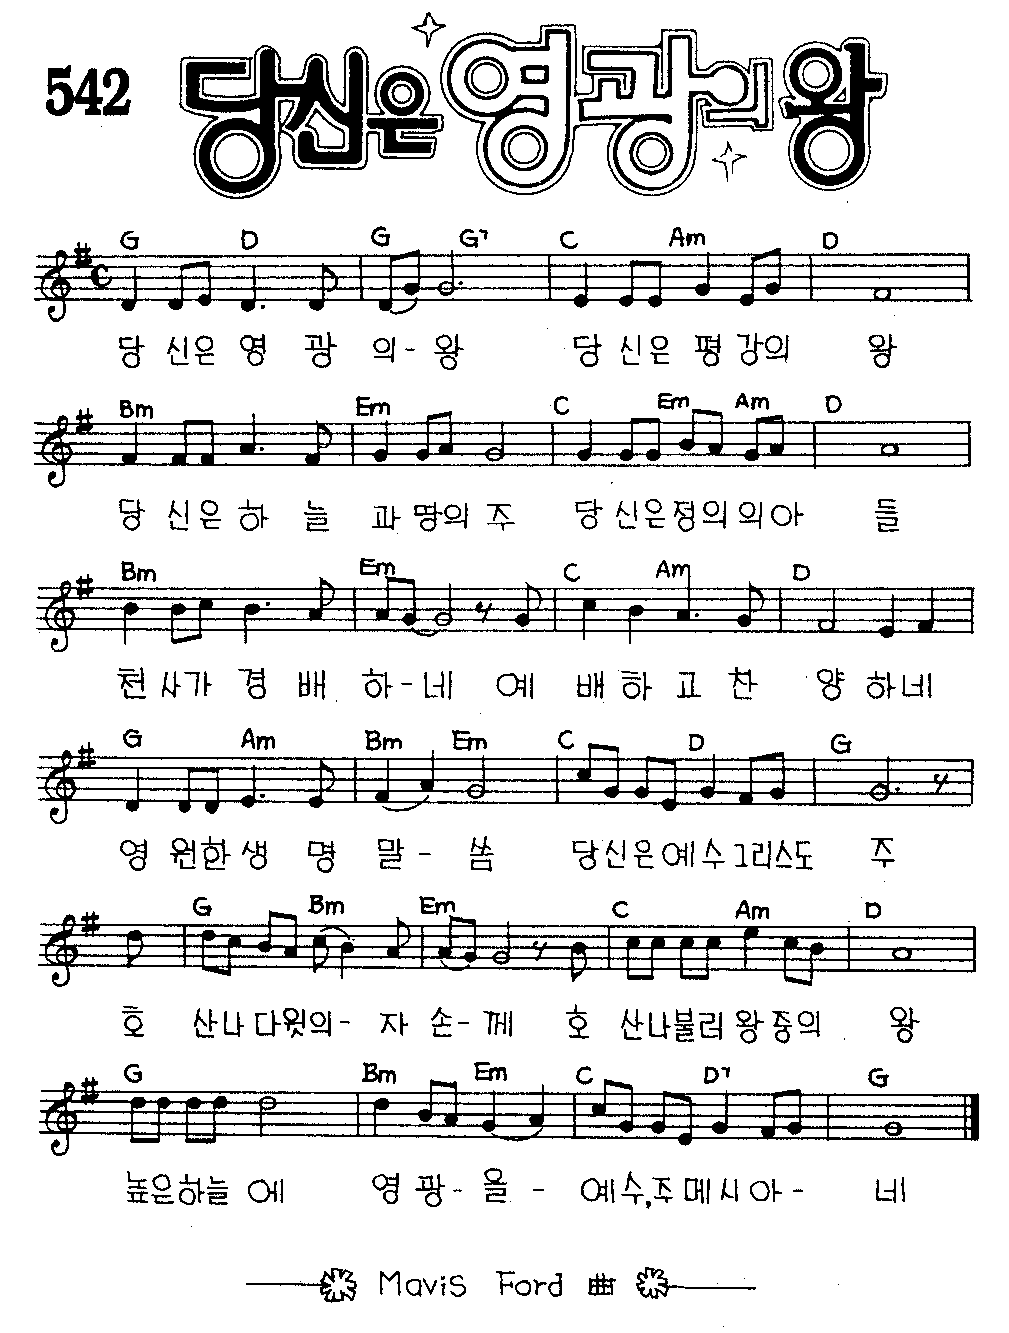 542 당신은 영광의 왕
G D G G7 C Am D
당 신은 영 광 의- 왕 당 신은 평 강의 왕
Bm Em C Em Am D
당 신은 하 늘 과 땅의 주 당 신은정의의아 들
Bm Em C Am D
천 사가 경 배 하-네 예 배하 고 찬 양 하네
G Am Bm Em C D G
영 원한 생 명 말- 씀 당신은예수그리스도 주
G Bm Em C Am D
호 산나다윗의- 자 손-께 호 산나불리 왕중의 왕
G Bm Em C D7 G
높은하늘 에 영 광- 을 - 예수,주메시아- 네
Mavis Ford 曲